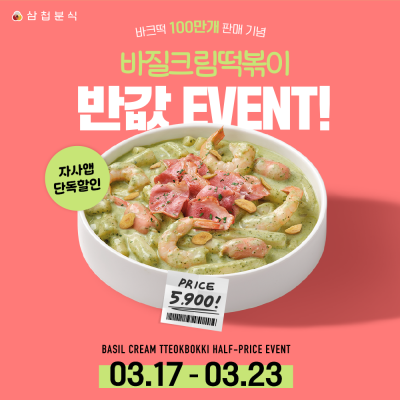 삼첩분식
바크떡 100만개 판매 기념
바질크림떡볶이
반값 EVENT!
자사앱
단독할인
PRICE
5,900!
BASIL CREAM TTEOKBOKKI HALF-PRICE EVENT
03.17 - 03.23